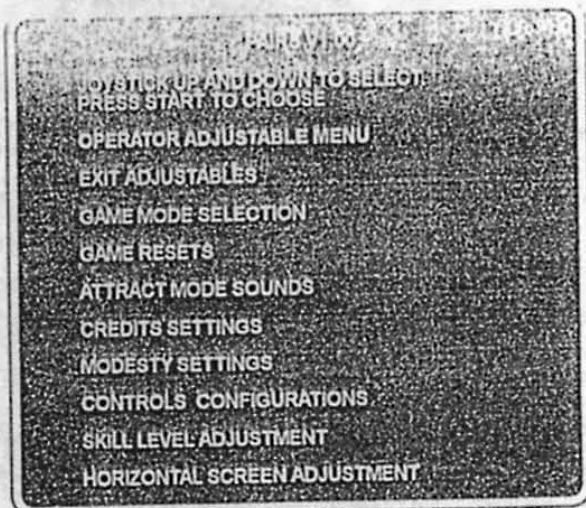 JOYSTICK UP AND DOWN TO SELECT
PRESS START TO CHOOSE
OPERATOR ADJUSTABLE MENU
EXIT ADJUSTABLES
GAME MODE SELECTION
GAME RESETS
ATTRACT MODE SOUNDS
CREDITS SETTINGS
MODESTY SETTINGS
CONTROLS CONFIGURATIONS
SKILL LEVEL ADJUSTMENT
HORIZONTAL SCREEN ADJUSTMENT